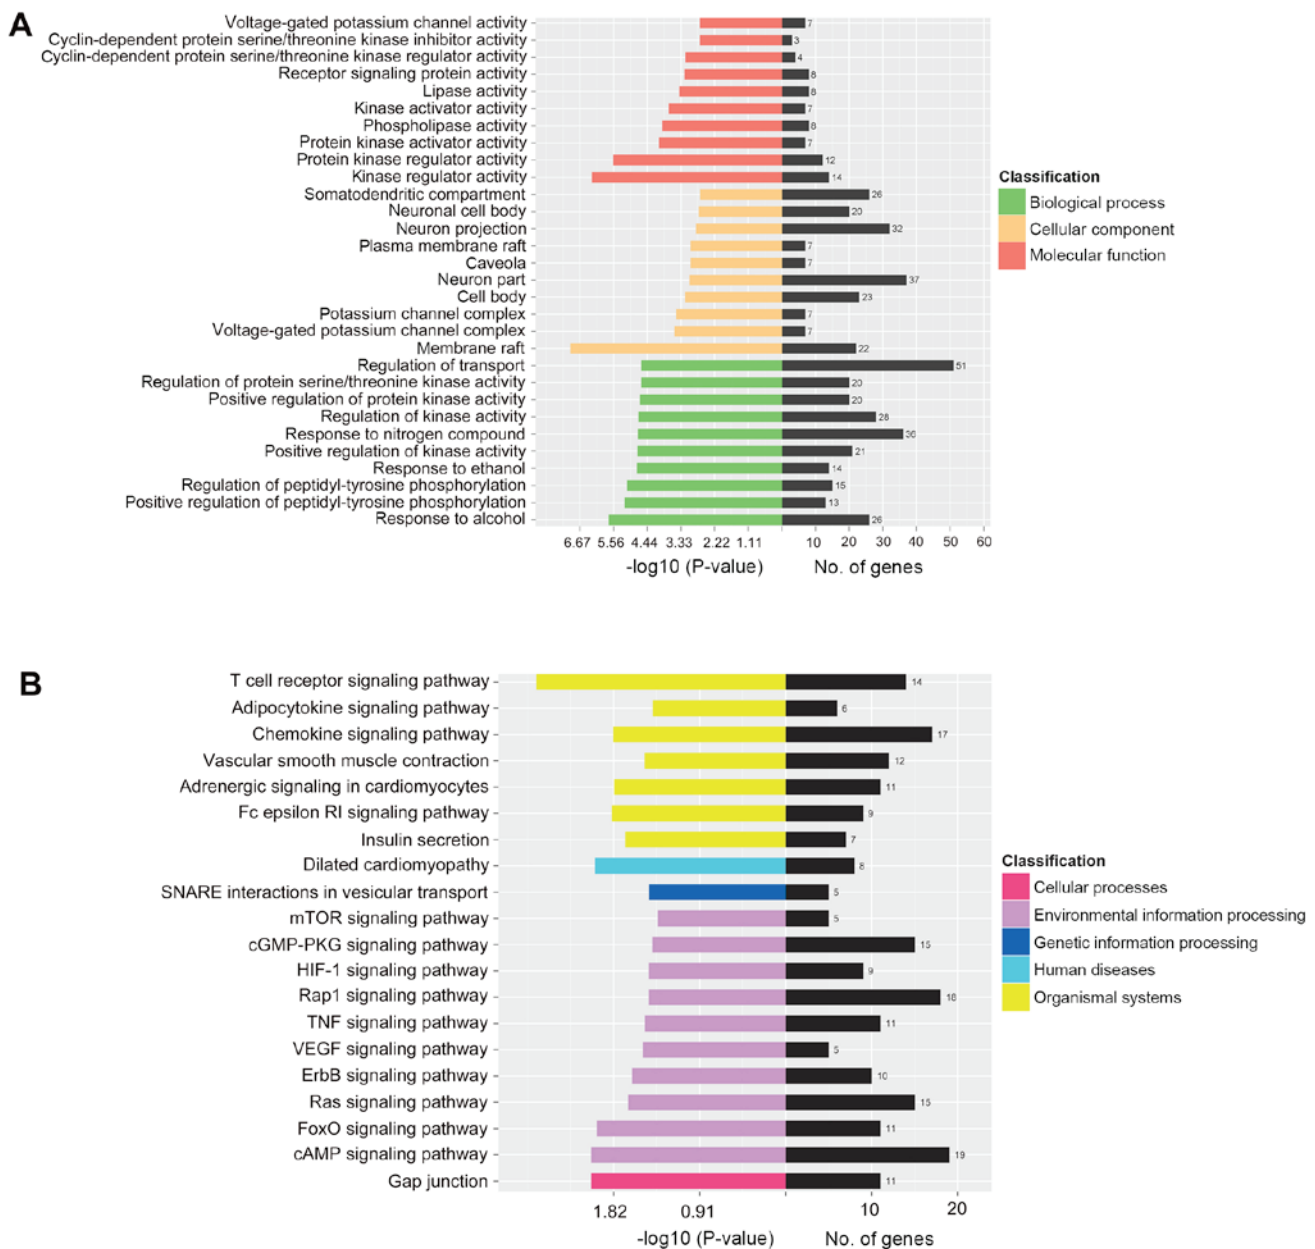 A
Voltage-gated potassium channel activity 7
Cyclin-dependent protein serine/threonine kinase inhibitor activity 3
Cyclin-dependent protein serine/threonine kinase regulator activity 4
Receptor signaling protein activity 8
Lipase activity 8
Kinase activator activity 7
Phospholipase activity 8
Protein kinase activator activity 7
Protein kinase regulator activity 12
Kinase regulator activity 14
Somatodendritic compartment 26
Neuronal cell body 20
Neuron projection 32
Plasma membrane raft 7
Caveola 7
Neuron part 37
Cell body 23
Potassium channel complex 7
Voltage-gated potassium channel complex 7
Membrane raft 22
Regulation of transport 51
Regulation of protein serine/threonine kinase activity 20
Positive regulation of protein kinase activity 20
Regulation of kinase activity 28
Response to nitrogen compound 36
Positive regulation of kinase activity 21
Response to ethanol 14
Regulation of peptidyl-tyrosine phosphorylation 15
Positive regulation of peptidyl-tyrosine phosphorylation 13
Response to alcohol 26
6.67 5.56 4.44 3.33 2.22 1.11 10 20 30 40 50 60
-log10 (P-value) No. of genes
Classification
Biological process
Cellular component
Molecular function
B
T cell receptor signaling pathway 14
Adipocytokine signaling pathway 6
Chemokine signaling pathway 17
Vascular smooth muscle contraction 12
Adrenergic signaling in cardiomyocytes 11
Fc epsilon RI signaling pathway 9
Insulin secretion 7
Dilated cardiomyopathy 8
SNARE interactions in vesicular transport 5
mTOR signaling pathway 5
cGMP-PKG signaling pathway 15
HIF-1 signaling pathway 9
Rap1 signaling pathway 18
TNF signaling pathway 11
VEGF signaling pathway 5
ErbB signaling pathway 10
Ras signaling pathway 15
FoxO signaling pathway 11
cAMP signaling pathway 19
Gap junction 11
1.82 0.91 10 20
-log10 (P-value) No. of genes
Classification
Cellular processes
Environmental information processing
Genetic information processing
Human diseases
Organismal systems